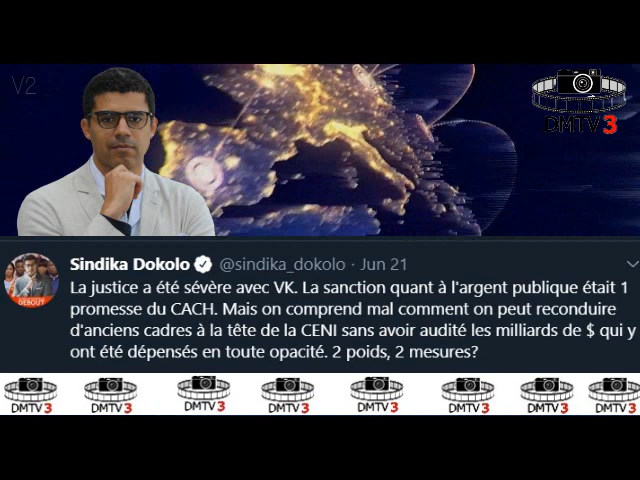 V2
DMTV3
Sindika Dokolo @sindika_dokolo · Jun 21
La justice a été sévère avec VK. La sanction quant à l'argent publique était 1
promesse du CACH. Mais on comprend mal comment on peut reconduire
d'anciens cadres à la tête de la CENI sans avoir audité les milliards de $ qui y
ont été dépensés en toute opacité. 2 poids, 2 mesures?
DEBOUT
DMTV3 DMTV3 DMTV3 DMTV3 DMTV3 DMTV3 DMTV3 DMTV3